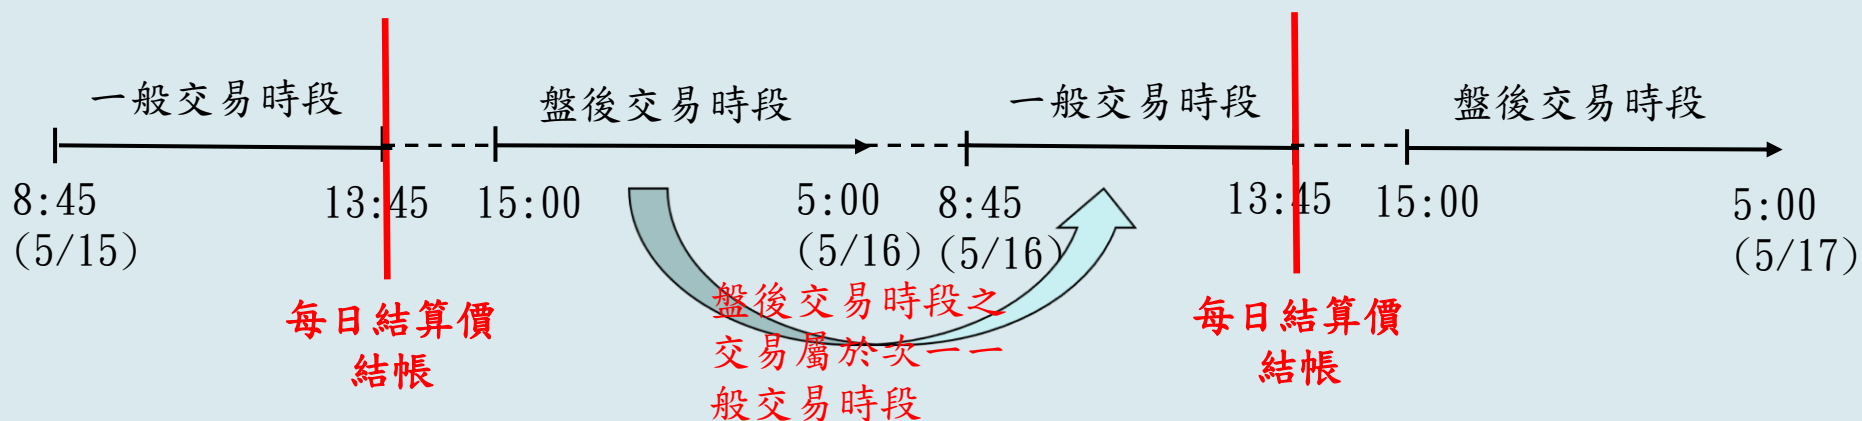 一般交易時段
盤後交易時段
一般交易時段
盤後交易時段
8:45
(5/15)
13:45
15:00
5:00
(5/16)
8:45
(5/16)
13:45
15:00
5:00
(5/17)
每日結算價
結帳
盤後交易時段之
交易屬於次一一
般交易時段
每日結算價
結帳